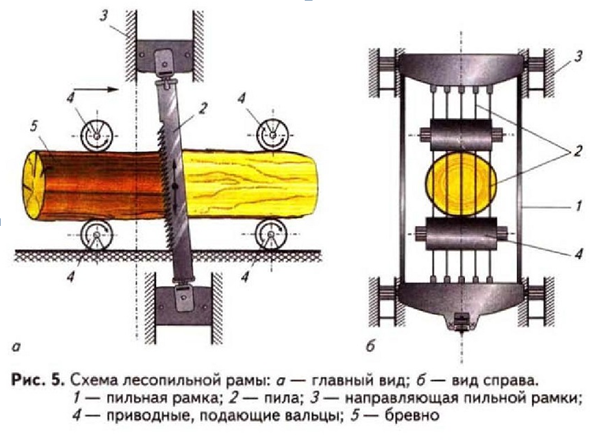 3
4
2
4
5
4
4
а
3
2
1
4
б
Рис. 5. Схема лесопильной рамы: а — главный вид; б — вид справа.
1 — пильная рамка; 2 — пила; 3 — направляющая пильной рамки;
4 — приводные, подающие вальцы; 5 — бревно